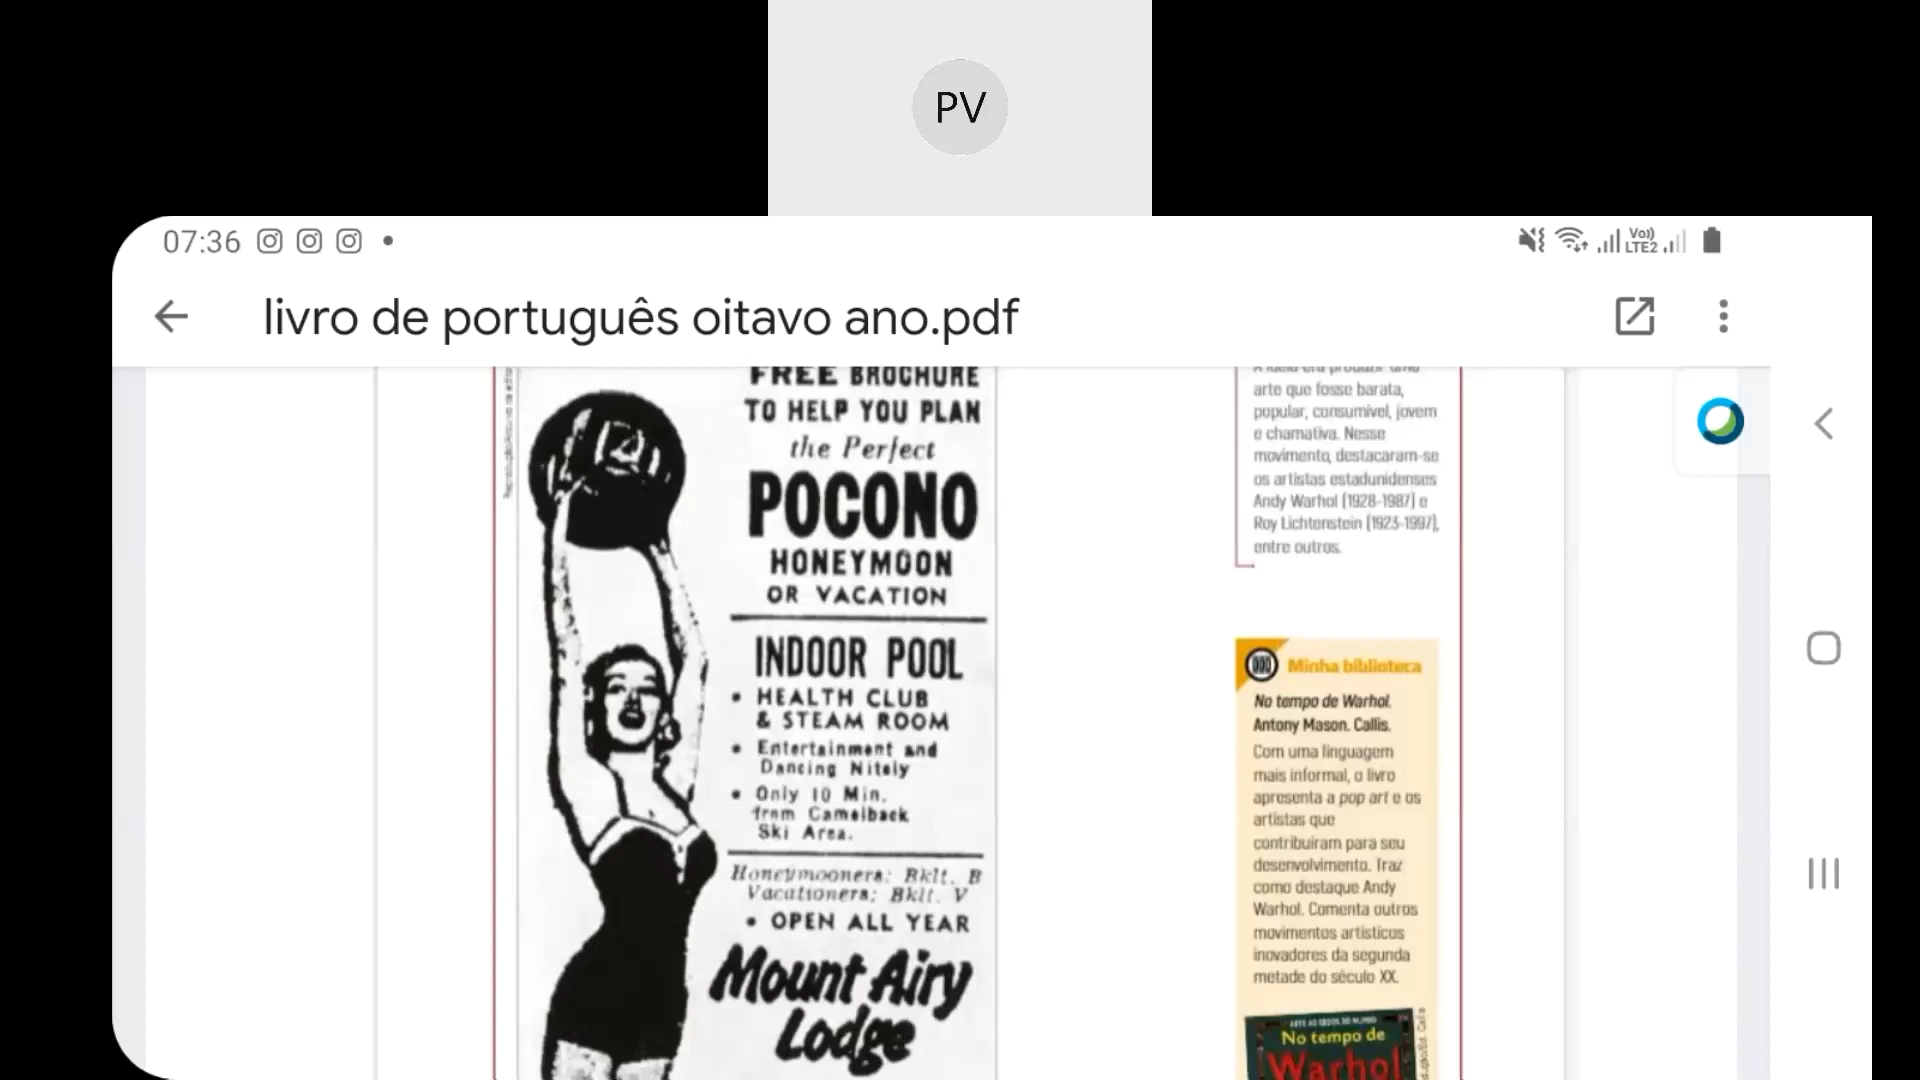 PV
07:36
Vo))
LTE2
livro de português oitavo ano.pdf
FREE BROCHURE
TO HELP YOU PLAN
the Perfect
POCONO
HONEYMOON
OR VACATION
INDOOR POOL
• HEALTH CLUB
& STEAM ROOM
• Entertainment and
Dancing Nitely
• Only 10 Min.
from Camelback
Ski Area.
Honeymooners: Bklt. B
Vacationers: Bklt. V
• OPEN ALL YEAR
Mount Airy
Lodge
A ideia era produzir uma
arte que fosse barata,
popular, consumível, jovem
e chamativa. Nesse
movimento, destacaram-se
os artistas estadunidenses
Andy Warhol (1928-1987) e
Roy Lichtenstein (1923-1997),
entre outros.
Minha biblioteca
No tempo de Warhol.
Antony Mason. Callis.
Com uma linguagem
mais informal, o livro
apresenta a pop art e os
artistas que
contribuíram para seu
desenvolvimento. Traz
como destaque Andy
Warhol. Comenta outros
movimentos artísticos
inovadores da segunda
metade do século XX.
No tempo de
Warhol